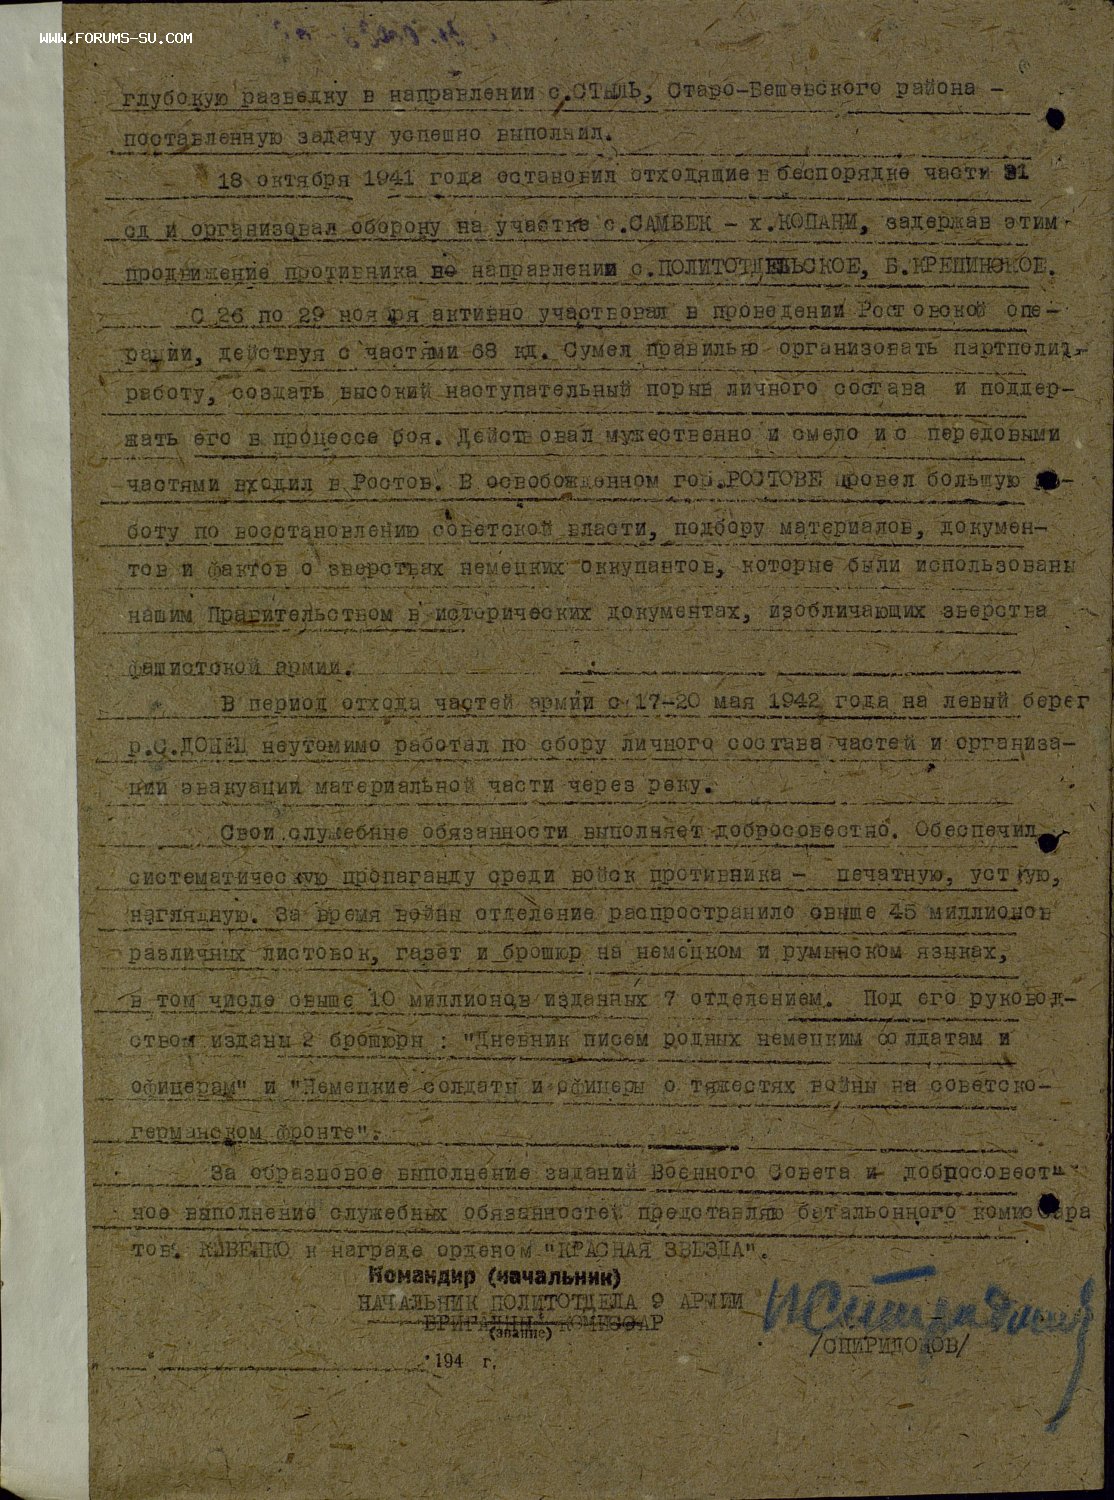 WWW.FORUMS-SU.COM
глубокую разведку в направлении с.СТЫЛЬ, Старо-Бешевского района -
поставленную задачу успешно выполнил.
18 октября 1941 года остановил отходящие в беспорядке части 31
сд и организовал оборону на участке с.САМБЕК - х.КОПАНИ, задержав этим
продвижение противника в направлении с.ПОЛИТОТДЕЛЬСКОЕ, Б.КРЕПИНСКОЕ.
С 26 по 29 ноября активно участвовал в проведении Ростовской опе-
рации, действуя с частями 68 кд. Сумел правильно организовать партполит-
работу, создать высокий наступательный порыв личного состава и поддер-
жать его в процессе боя. Действовал мужественно и смело и с передовыми
частями входил в Ростов. В освобожденном гор.РОСТОВЕ провел большую ра-
боту по восстановлению советской власти, подбору материалов, докумен-
тов и фактов о зверствах немецких оккупантов, которые были использованы
нашим Правительством в исторических документах, изобличающих зверства
фашистской армии.
В период отхода частей армии с 17-20 мая 1942 года на левый берег
р.С.ДОНЕЦ неутомимо работал по сбору личного состава частей и организа-
ции эвакуации материальной части через реку.
Свои служебные обязанности выполняет добросовестно. Обеспечил
систематическую пропаганду среди войск противника - печатную, устную,
наглядную. За время войны отделение распространило свыше 45 миллионов
различных листовок, газет и брошюр на немецком и румынском языках,
в том числе свыше 10 миллионов изданных 7 отделением. Под его руковод-
ством изданы 2 брошюры : "Дневник писем родных немецким солдатам и
офицерам" и "Немецкие солдаты и офицеры о тяжестях войны на советско-
германском фронте".
За образцовое выполнение заданий Военного Совета и добросовест-
ное выполнение служебных обязанностей представляю батальонного комиссара
тов. к награде орденом "КРАСНАЯ ЗВЕЗДА".
Командир (начальник)
НАЧАЛЬНИК ПОЛИТОТДЕЛА 9 АРМИИ
БРИГАДНЫЙ КОМИССАР
(звание)
/СПИРИДОНОВ/
" 194 г.